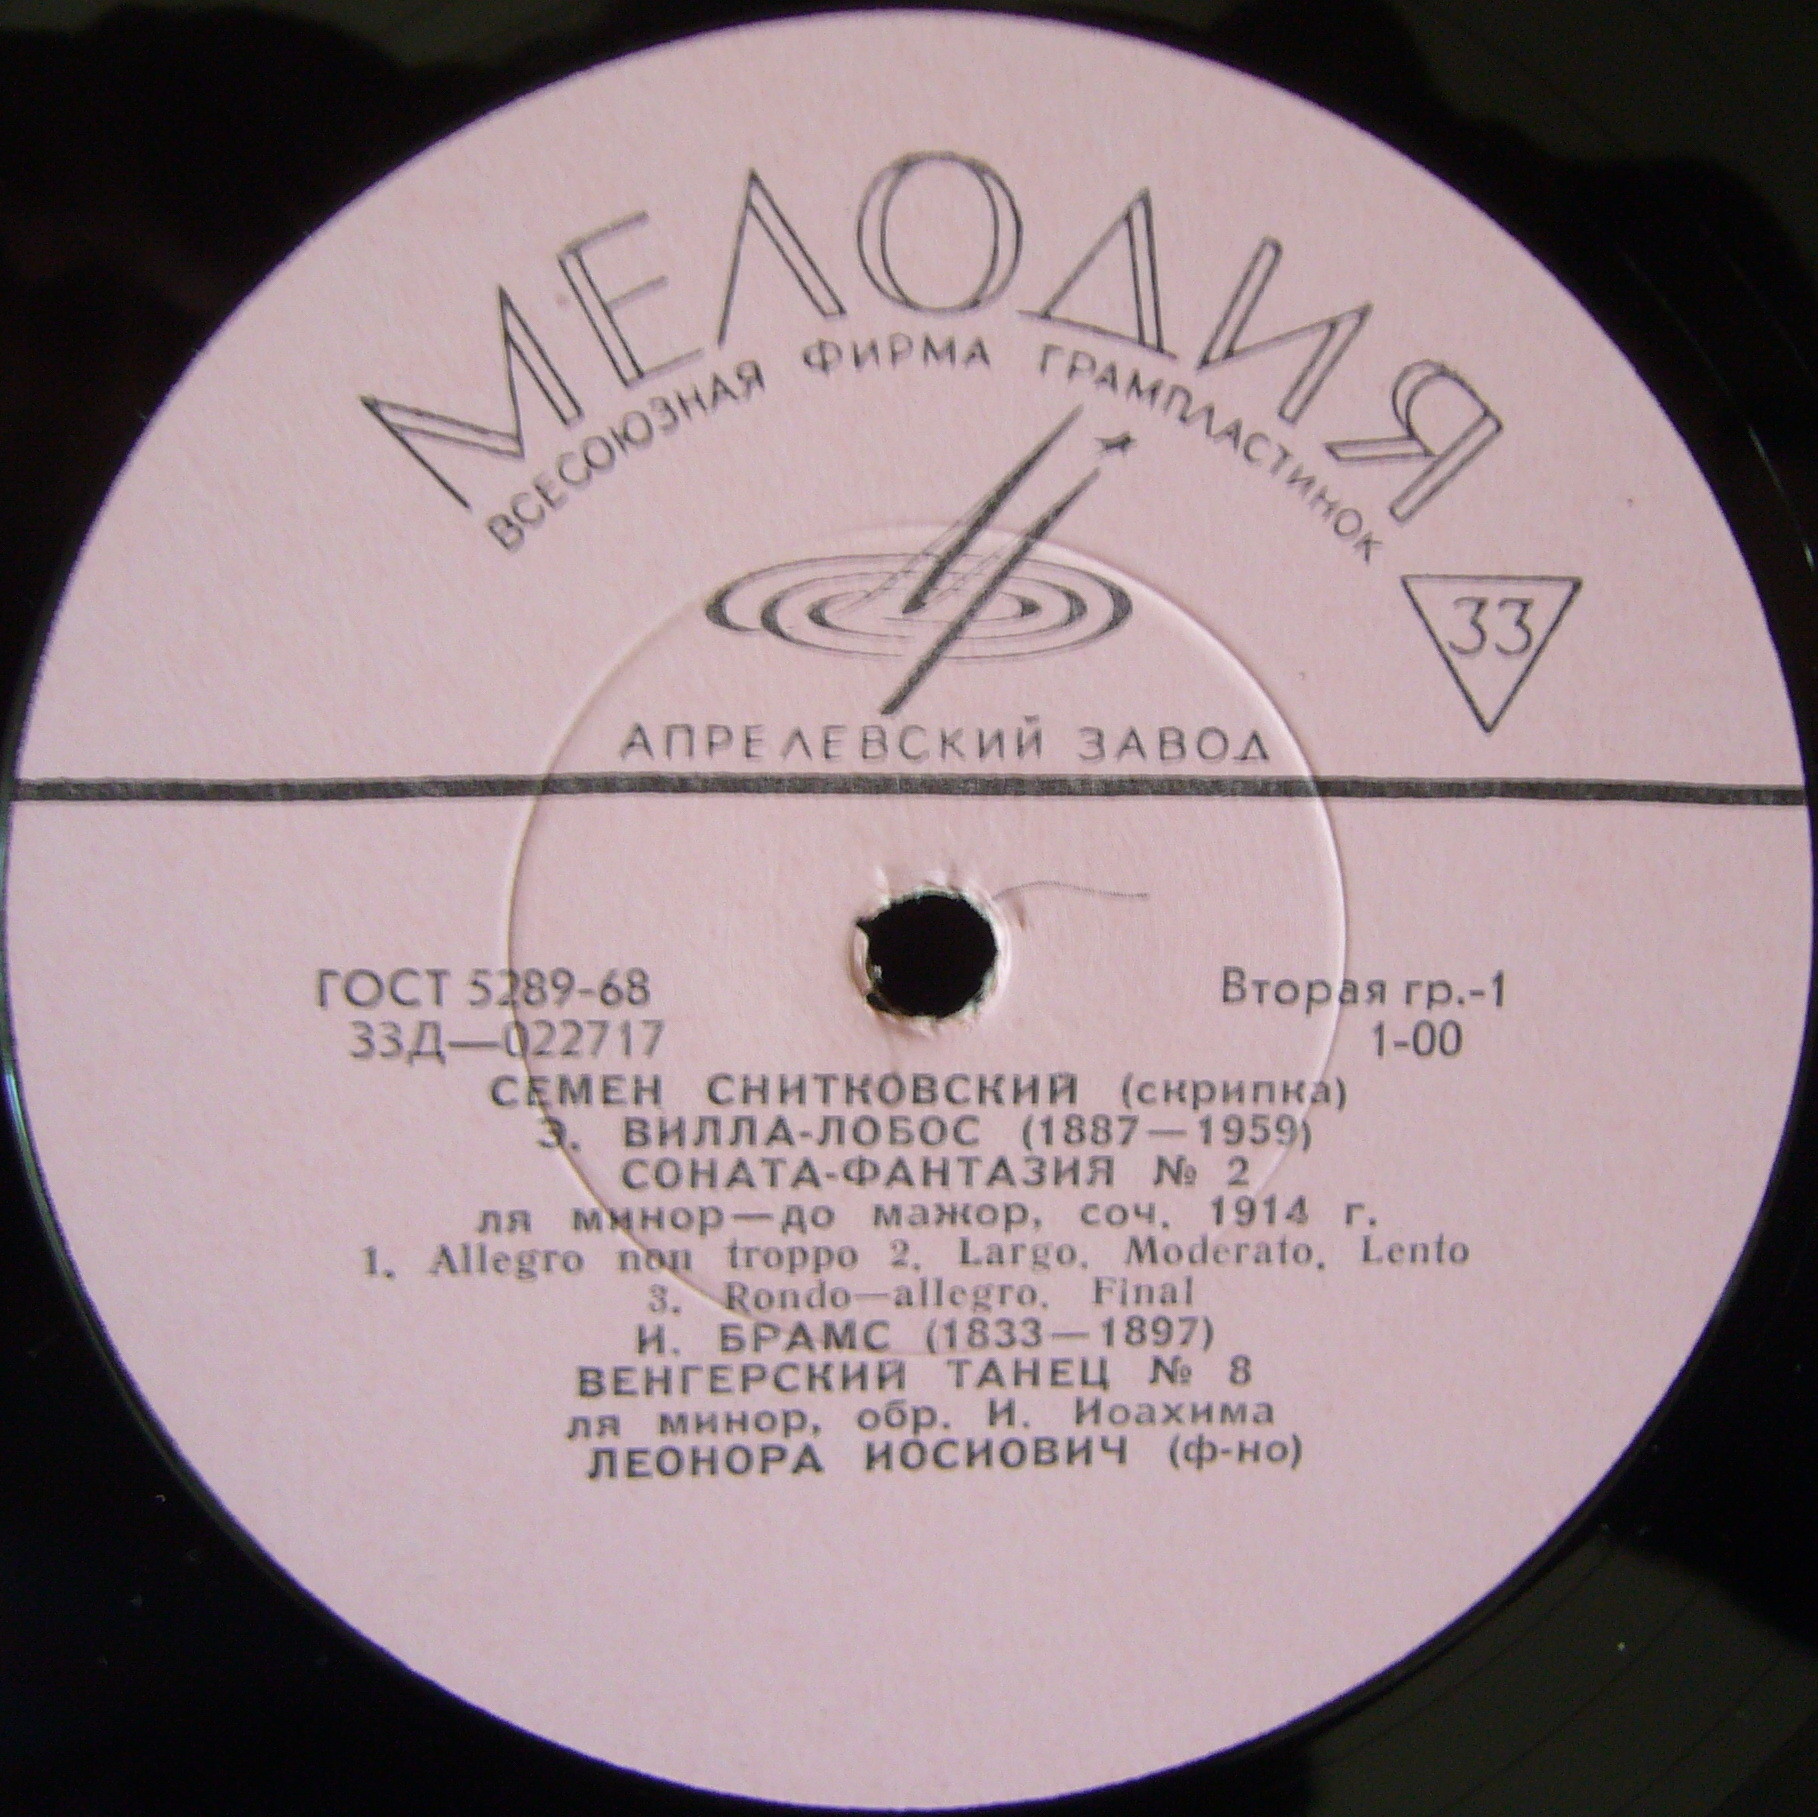 МЕЛОДИЯ
ВСЕСОЮЗНАЯ ФИРМА ГРАМПЛАСТИНОК
33
АПРЕЛЕВСКИЙ ЗАВОД
ГОСТ 5289-68
Вторая гр.-1
33Д—022717
1-00
СЕМЕН СНИТКОВСКИЙ (скрипка)
Э. ВИЛЛА-ЛОБОС (1887—1959)
СОНАТА-ФАНТАЗИЯ № 2
ля минор—до мажор, соч. 1914 г.
1. Allegro non troppo 2. Largo. Moderato. Lento
3. Rondo—allegro. Final
И. БРАМС (1833—1897)
ВЕНГЕРСКИЙ ТАНЕЦ № 8
ля минор, обр. И. Иоахима
ЛЕОНОРА ИОСИОВИЧ (ф-но)